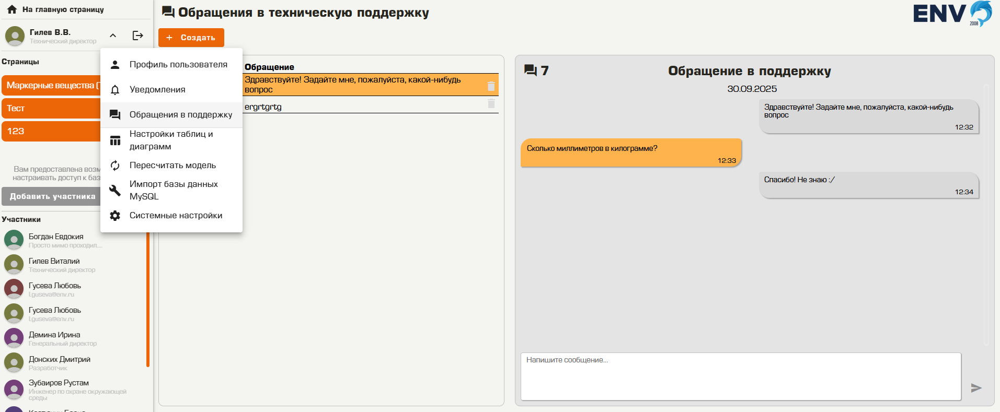 На главную страницу
Гилев В.В.
Технический директор
Страницы
Маркерные вещества (
Тест
123
Вам предоставлена возм
настраивать доступ к баз
Добавить участника
Участники
Богдан Евдокия
Просто мимо проходил....
Гилев Виталий
Технический директор
Гусева Любовь
l.guseva@env.ru
Гусева Любовь
l.guseva@env.ru
Демина Ирина
Генеральный директор
Донских Дмитрий
Разработчик
Зубаиров Рустам
Инженер по охране окружающей
среды
Профиль пользователя
Уведомления
Обращения в поддержку
Настройки таблиц и
диаграмм
Пересчитать модель
Импорт базы данных
MySQL
Системные настройки
Обращения в техническую поддержку
+ Создать
Обращение
Здравствуйте! Задайте мне, пожалуйста, какой-нибудь
вопрос
ergrtgrtg
ENV
2008
7
Обращение в поддержку
30.09.2025
Здравствуйте! Задайте мне, пожалуйста, какой-нибудь
вопрос
12:32
Сколько миллиметров в килограмме?
12:33
Спасибо! Не знаю :/
12:34
Напишите сообщение...